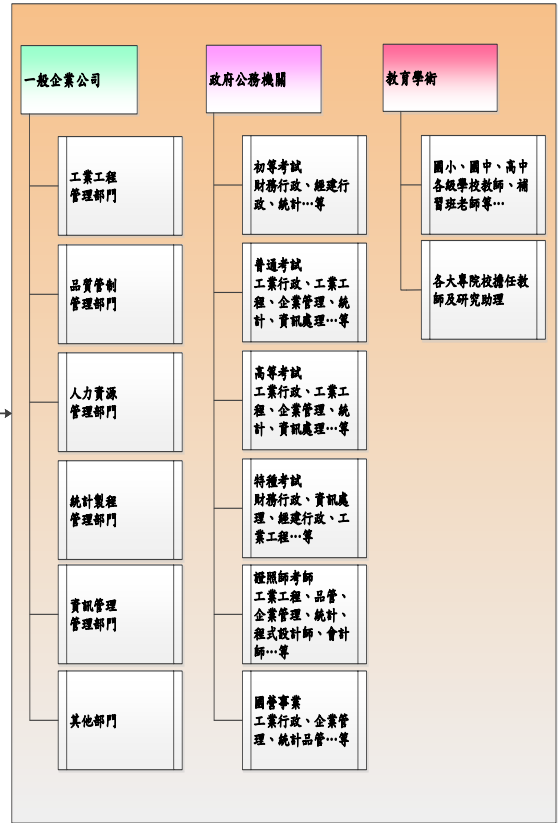 一般企業公司
工業工程
管理部門
品質管制
管理部門
人力資源
管理部門
統計製程
管理部門
資訊管理
管理部門
其他部門
政府公務機關
初等考試
財務行政、經建行
政、統計…等
普通考試
工業行政、工業工
程、企業管理、統
計、資訊處理…等
高等考試
工業行政、工業工
程、企業管理、統
計、資訊處理…等
特種考試
財務行政、資訊處
理、經建行政、工
業工程…等
證照師考師
工業工程、品管、
企業管理、統計、
程式設計師、會計
師…等
國營事業
工業行政、企業管
理、統計品管…等
教育學術
國小、國中、高中
各級學校教師、補
習班老師等…
各大專院校擔任教
師及研究助理